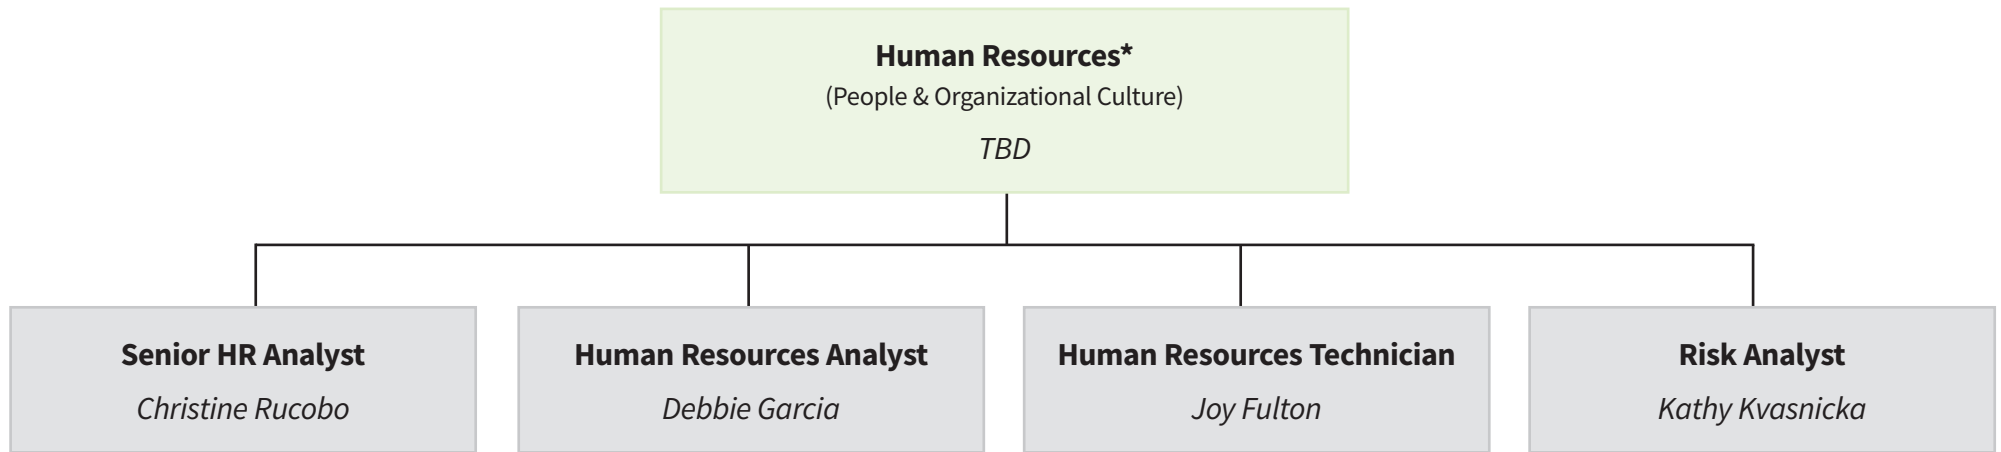 Human Resources*
(People & Organizational Culture)
TBD
Senior HR Analyst
Christine Rucobo
Human Resources Analyst
Debbie Garcia
Human Resources Technician
Joy Fulton
Risk Analyst
Kathy Kvasnicka